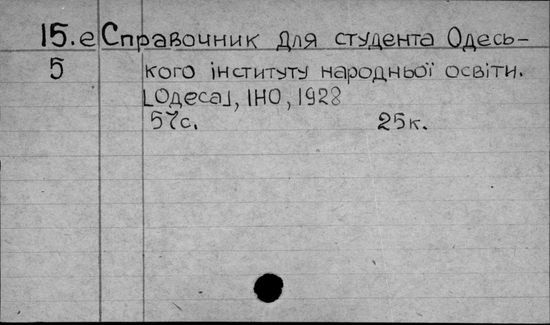 15.е Справочник для студента Одесь-
5 кого інституту народньої освіти.
[Одеса], ІНО, 1928
57с. 25к.